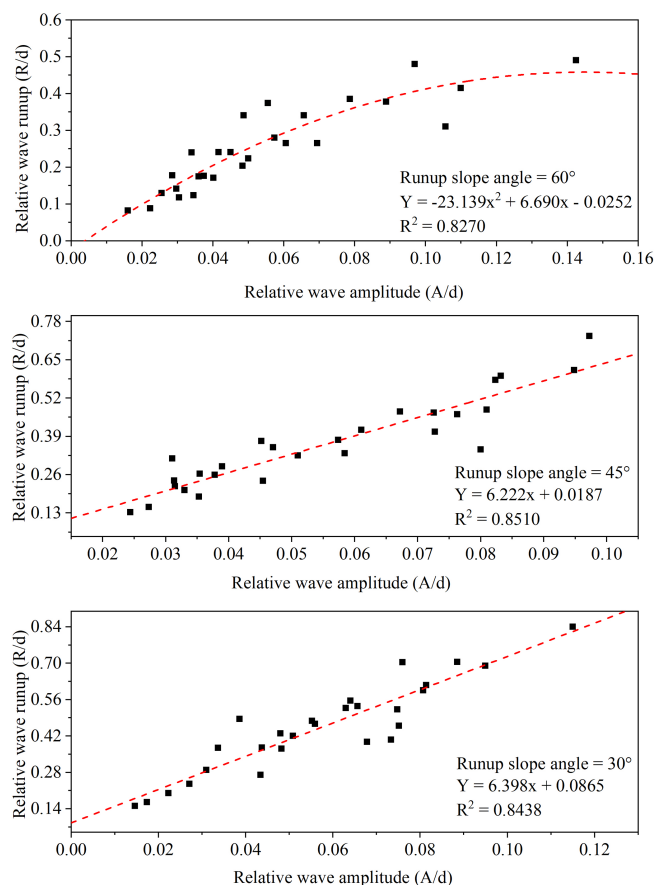 0.6
0.5
0.4
0.3
0.2
0.1
0.0
Relative wave runup (R/d)
Runup slope angle = 60°
Y = -23.139x² + 6.690x - 0.0252
R² = 0.8270
0.00 0.02 0.04 0.06 0.08 0.10 0.12 0.14 0.16
Relative wave amplitude (A/d)
0.78
0.65
0.52
0.39
0.26
0.13
Relative wave runup (R/d)
Runup slope angle = 45°
Y = 6.222x + 0.0187
R² = 0.8510
0.02 0.03 0.04 0.05 0.06 0.07 0.08 0.09 0.10
Relative wave amplitude (A/d)
0.84
0.70
0.56
0.42
0.28
0.14
Relative wave runup (R/d)
Runup slope angle = 30°
Y = 6.398x + 0.0865
R² = 0.8438
0.00 0.02 0.04 0.06 0.08 0.10 0.12
Relative wave amplitude (A/d)